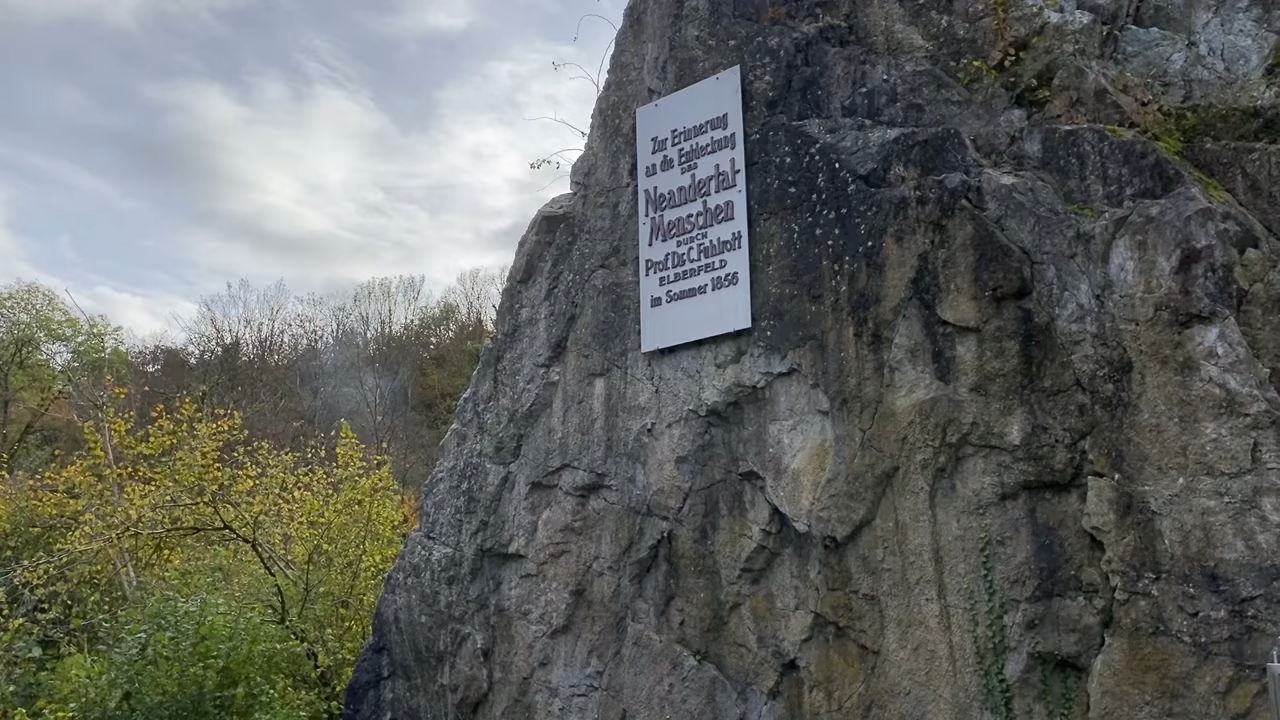 Zur Erinnerung
an die Entdeckung
DES
Neandertal-
Menschen
DURCH
Prof. Dr. C. Fuhlrott
ELBERFELD
im Sommer 1856